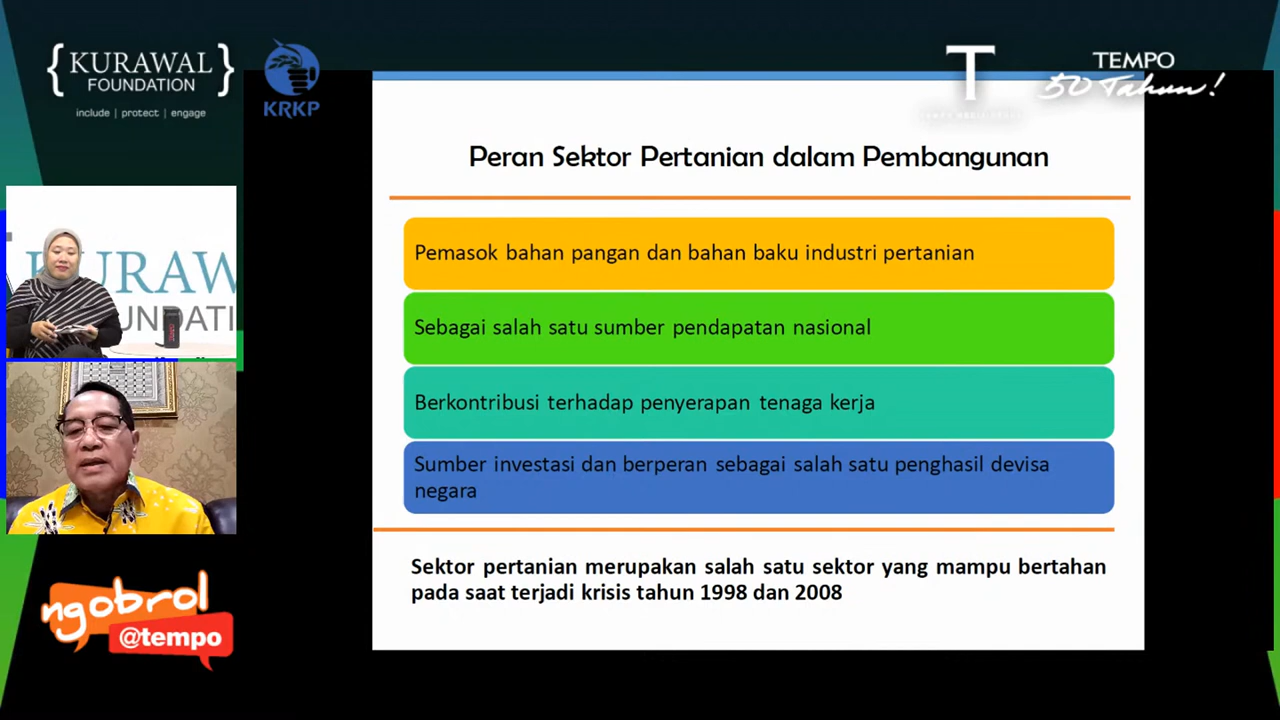 { KURAWAL }
FOUNDATION
include | protect | engage
KRKP
T
TEMPO
50 Tahun!
Peran Sektor Pertanian dalam Pembangunan
Pemasok bahan pangan dan bahan baku industri pertanian
Sebagai salah satu sumber pendapatan nasional
Berkontribusi terhadap penyerapan tenaga kerja
Sumber investasi dan berperan sebagai salah satu penghasil devisa
negara
Sektor pertanian merupakan salah satu sektor yang mampu bertahan
pada saat terjadi krisis tahun 1998 dan 2008
KURAW
OUNDATI
ngobrol
@tempo